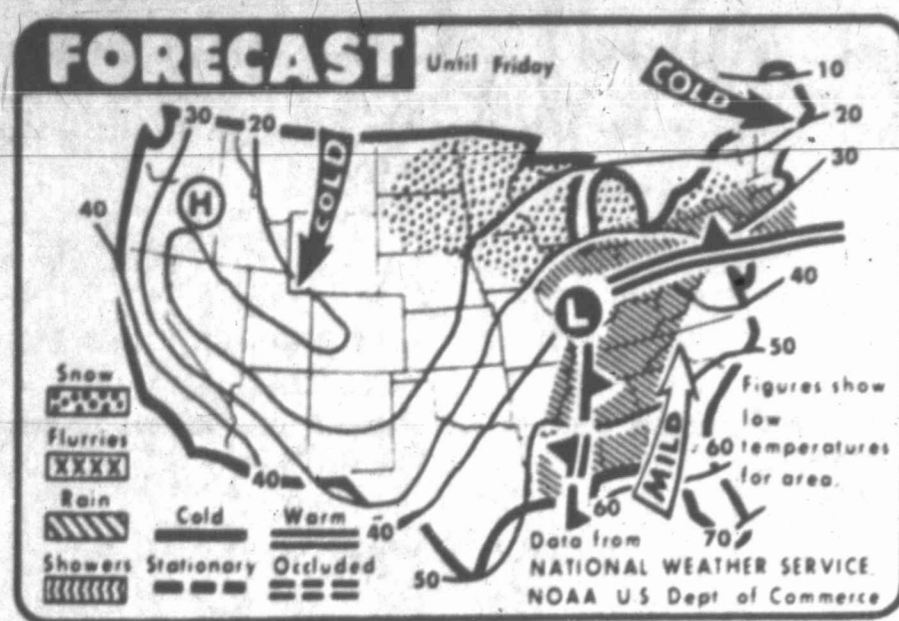 FORECAST Until Friday
COLD
10
20
30
30 20
COLD
40
H
L
40
50
Snow
Flurries
XXXX
Rain
Showers
Cold Warm
Stationary Occluded
40
40
50
60
MILD
60
70
Figures show
low
temperatures
for area.
Data from
NATIONAL WEATHER SERVICE
NOAA U S Dept of Commerce